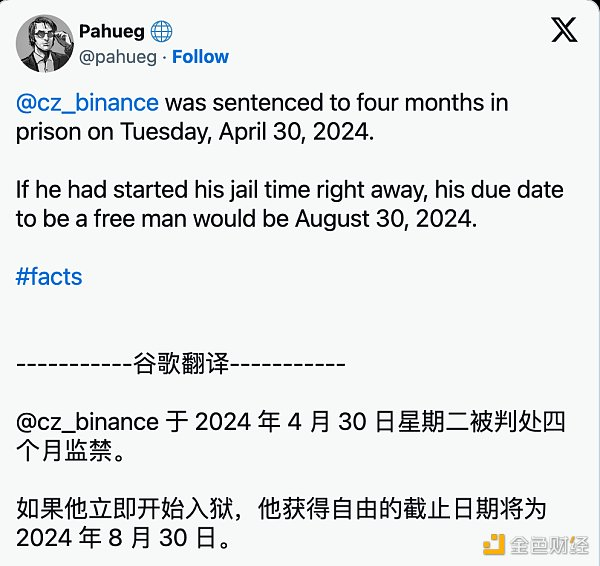 Pahueg
X
@pahueg · Follow
@cz_binance was sentenced to four months in
prison on Tuesday, April 30, 2024.
If he had started his jail time right away, his due date
to be a free man would be August 30, 2024.
#facts
-----------谷歌翻译-----------
@cz_binance 于 2024 年 4 月 30 日星期二被判处四
个月监禁。
如果他立即开始入狱，他获得自由的截止日期将为
2024 年 8 月 30 日。
金色财经